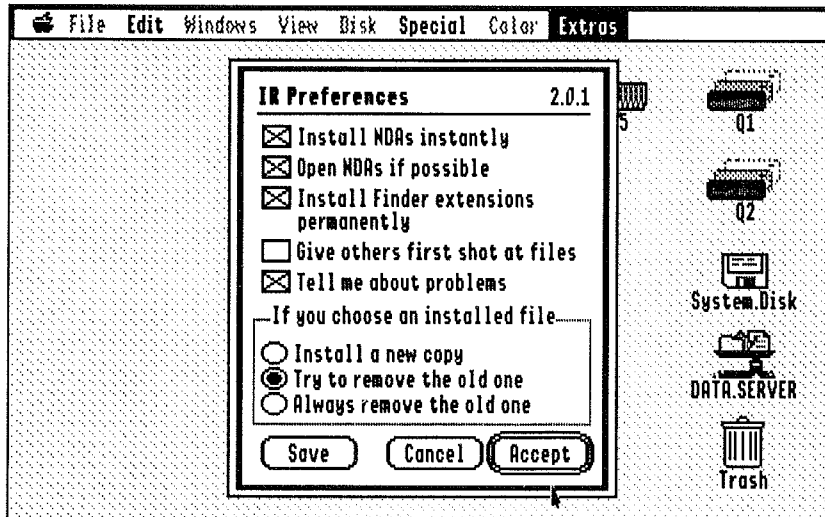 File Edit Windows View Disk Special Color Extras
IR Preferences 2.0.1
Install NDAs instantly
Open NDAs if possible
Install Finder extensions
permanently
Give others first shot at files
Tell me about problems
If you choose an installed file
Install a new copy
Try to remove the old one
Always remove the old one
Save Cancel Accept
5
Q1
Q2
System.Disk
DATA.SERVER
Trash